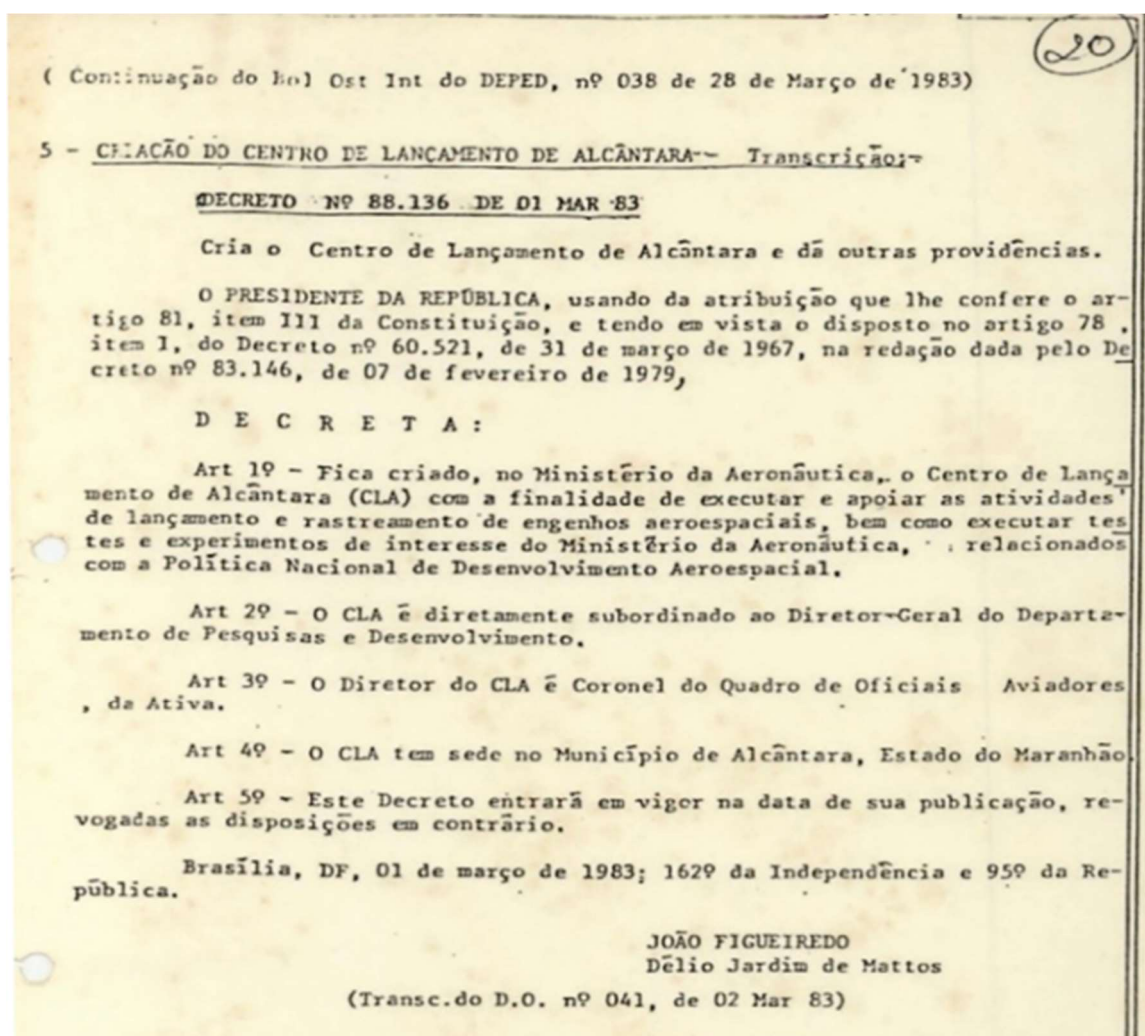 20
( Continuação do Bol Ost Int do DEPED, nº 038 de 28 de Março de 1983)
5 - CRIAÇÃO DO CENTRO DE LANÇAMENTO DE ALCÂNTARA-- Transcrição:-
DECRETO Nº 88.136 DE 01 MAR 83
Cria o Centro de Lançamento de Alcântara e dá outras providências.
O PRESIDENTE DA REPÚBLICA, usando da atribuição que lhe confere o ar-
tigo 81, item III da Constituição, e tendo em vista o disposto no artigo 78 ,
item I, do Decreto nº 60.521, de 31 de março de 1967, na redação dada pelo De
creto nº 83.146, de 07 de fevereiro de 1979,
D E C R E T A :
Art 1º - Fica criado, no Ministério da Aeronáutica, o Centro de Lança
mento de Alcântara (CLA) com a finalidade de executar e apoiar as atividades'
de lançamento e rastreamento de engenhos aeroespaciais, bem como executar tes
tes e experimentos de interesse do Ministério da Aeronáutica, relacionados
com a Política Nacional de Desenvolvimento Aeroespacial.
Art 2º - O CLA é diretamente subordinado ao Diretor-Geral do Departa-
mento de Pesquisas e Desenvolvimento.
Art 3º - O Diretor do CLA é Coronel do Quadro de Oficiais Aviadores
, da Ativa.
Art 4º - O CLA tem sede no Município de Alcântara, Estado do Maranhão.
Art 5º - Este Decreto entrará em vigor na data de sua publicação, re-
vogadas as disposições em contrário.
Brasília, DF, 01 de março de 1983; 162º da Independência e 95º da Re-
pública.
JOÃO FIGUEIREDO
Délio Jardim de Mattos
(Transc.do D.O. nº 041, de 02 Mar 83)